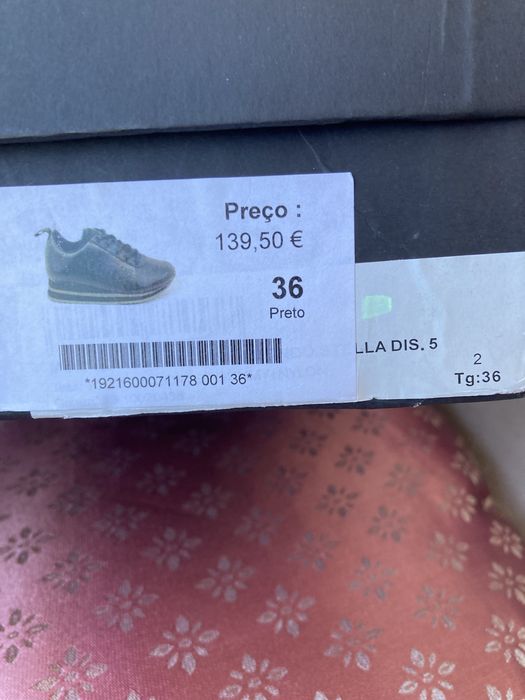 Preço :
139,50 €
36
Preto
*1921600071178 001 36*
LLA DIS. 5
2
Tg:36